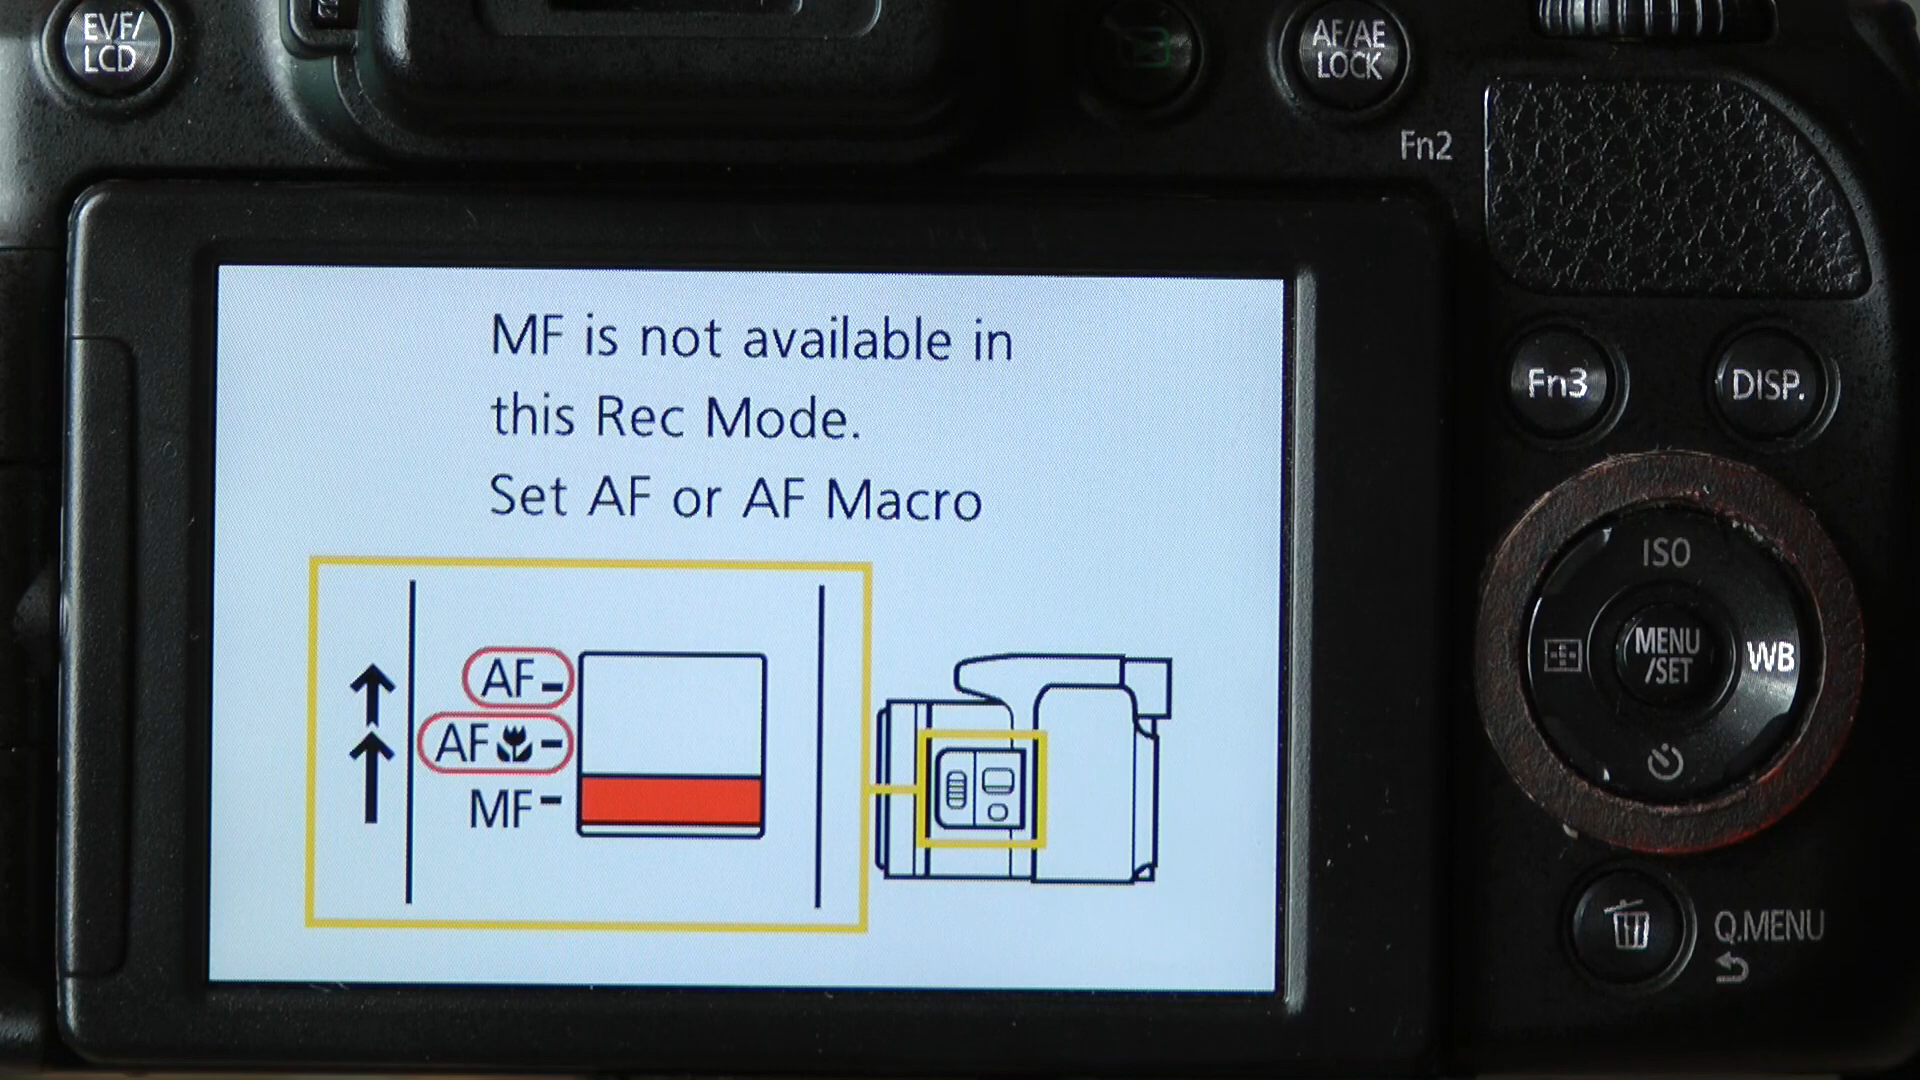 EVF/
LCD
AF/AE
LOCK
Fn2
MF is not available in
this Rec Mode.
Set AF or AF Macro
AF
AF
MF
Fn3
DISP.
ISO
MENU
/SET
WB
Q.MENU